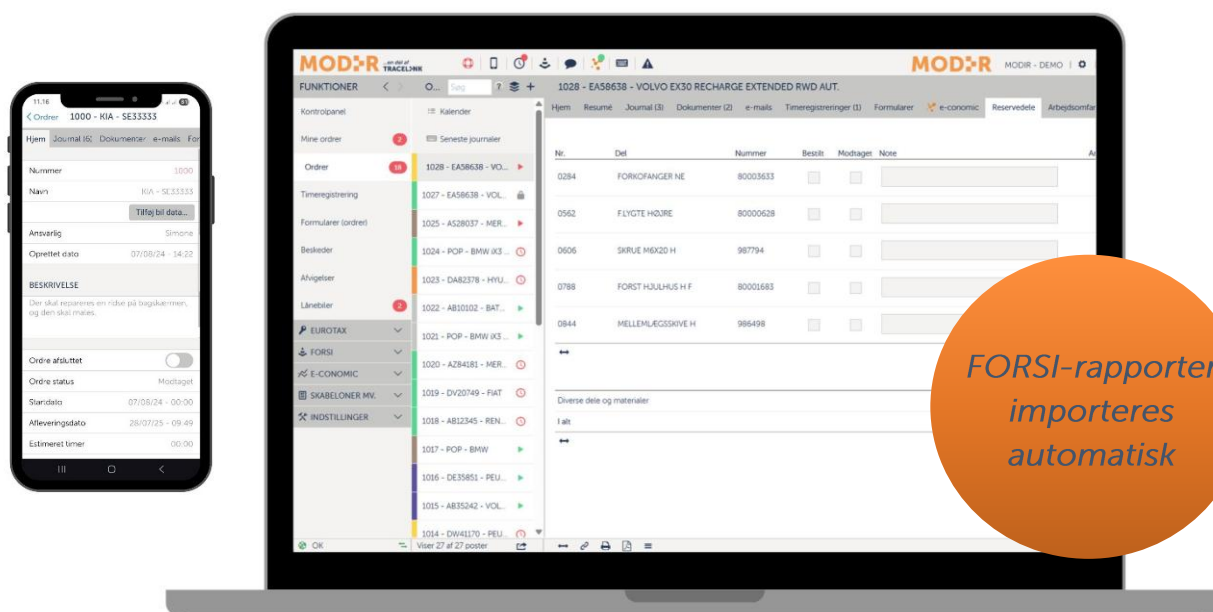 11.16
Ordrer 1000 - KIA - SE33333
Hjem Journal (6) Dokumenter e-mails For
Nummer 1000
Navn KIA - SE33333
Tilføj bil data...
Ansvarlig Simone
Oprettet dato 07/08/24 - 14:22
BESKRIVELSE
Der skal repareres en ridse på bagskærmen,
og den skal males.
Ordre afsluttet
Ordre status Modtaget
Startdato 07/08/24 - 00:00
Afleveringsdato 28/07/25 - 09:49
Estimeret timer 00:00
MODIR ...en del af TRACELINK
MODIR MODIR - DEMO
FUNKTIONER
Kontrolpanel
Mine ordrer 2
Ordrer 16
Timeregistrering
Formularer (ordrer)
Beskeder
Afvigelser
Lånebiler 2
EUROTAX
FORSI
E-CONOMIC
SKABELONER MV.
INDSTILLINGER
OK
O... Søg ?
Kalender
Seneste journaler
1028 - EA58638 - VO...
1027 - EA58638 - VOL...
1025 - AS28037 - MER...
1024 - POP - BMW iX3 ...
1023 - DA82378 - HYU...
1022 - AB10102 - BAT...
1021 - POP - BMW iX3 ...
1020 - AZ84181 - MER...
1019 - DV20749 - FIAT
1018 - AB12345 - REN...
1017 - POP - BMW
1016 - DE35851 - PEU...
1015 - AB35242 - VOL...
1014 - DW41170 - PEU...
Viser 27 af 27 poster
1028 - EA58638 - VOLVO EX30 RECHARGE EXTENDED RWD AUT.
Hjem Resumé Journal (3) Dokumenter (2) e-mails Timeregistreringer (1) Formularer e-conomic Reservedele Arbejdsomfan
Nr. Del Nummer Bestilt Modtaget Note
0284 FORKOFANGER NE 80003633
0562 F.LYGTE HØJRE 80000628
0606 SKRUE M6X20 H 987794
0788 FORST HJULHUS H F 80001683
0844 MELLEMLÆGSSKIVE H 986498
Diverse dele og materialer
I alt
FORSI-rapporter
importeres
automatisk